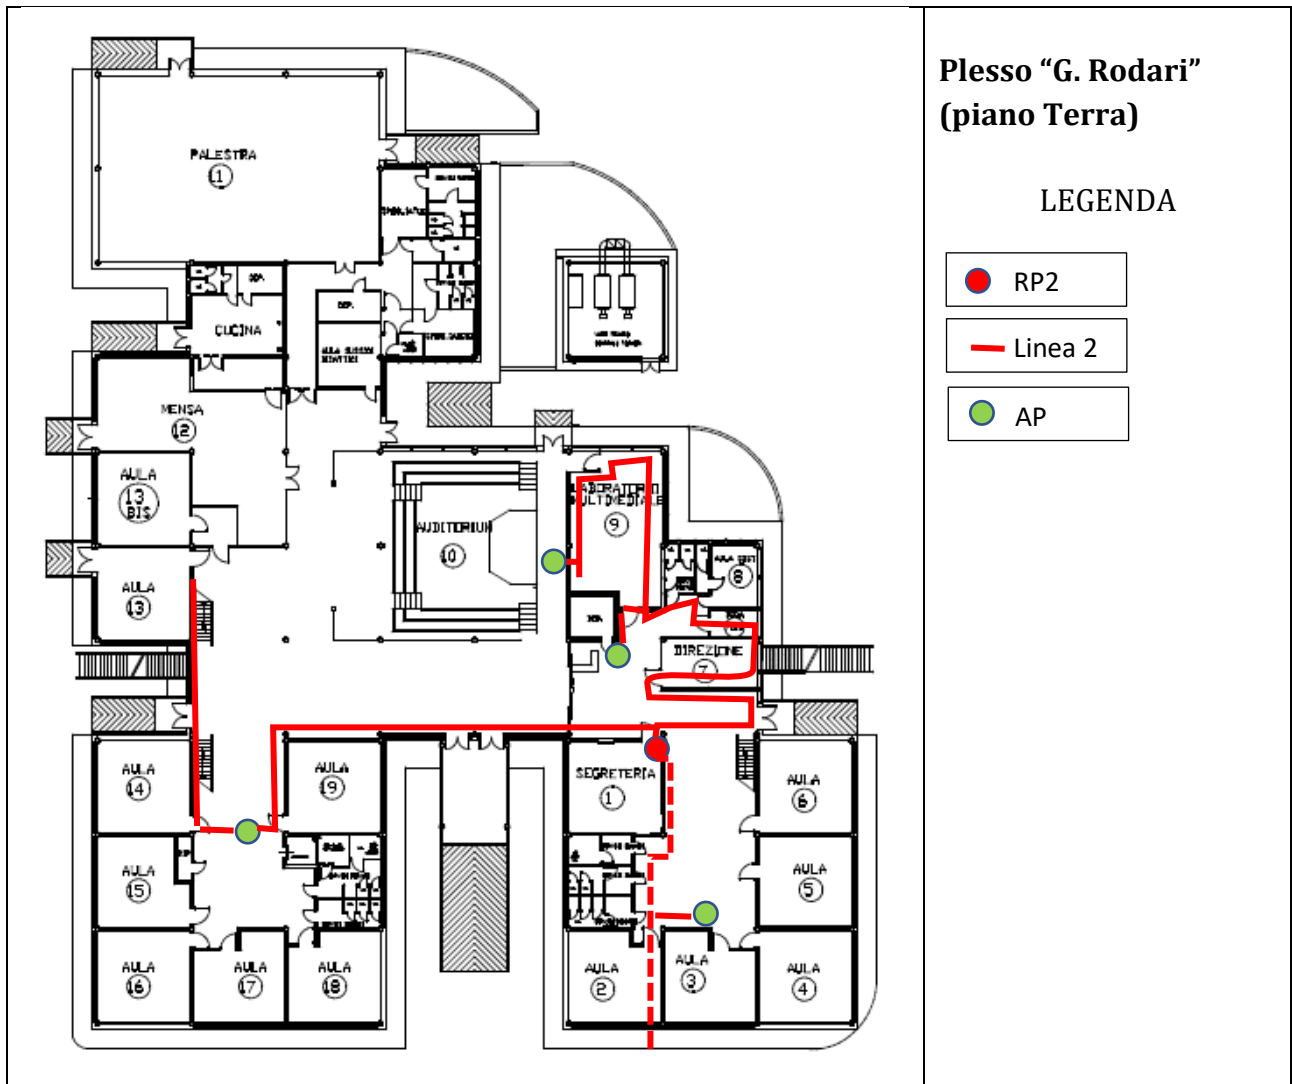 Plesso “G. Rodari”
(piano Terra)
LEGENDA
RP2
Linea 2
AP
PALESTRA
11
CUCINA
MENSA
12
AULA
13
BIS
AULA
13
AUDITORIUM
10
LABORATORIO
MULTIMEDIALE
9
8
DIREZIONE
7
SEGRETERIA
1
AULA
14
AULA
19
AULA
15
AULA
16
AULA
17
AULA
18
AULA
6
AULA
5
AULA
2
AULA
3
AULA
4